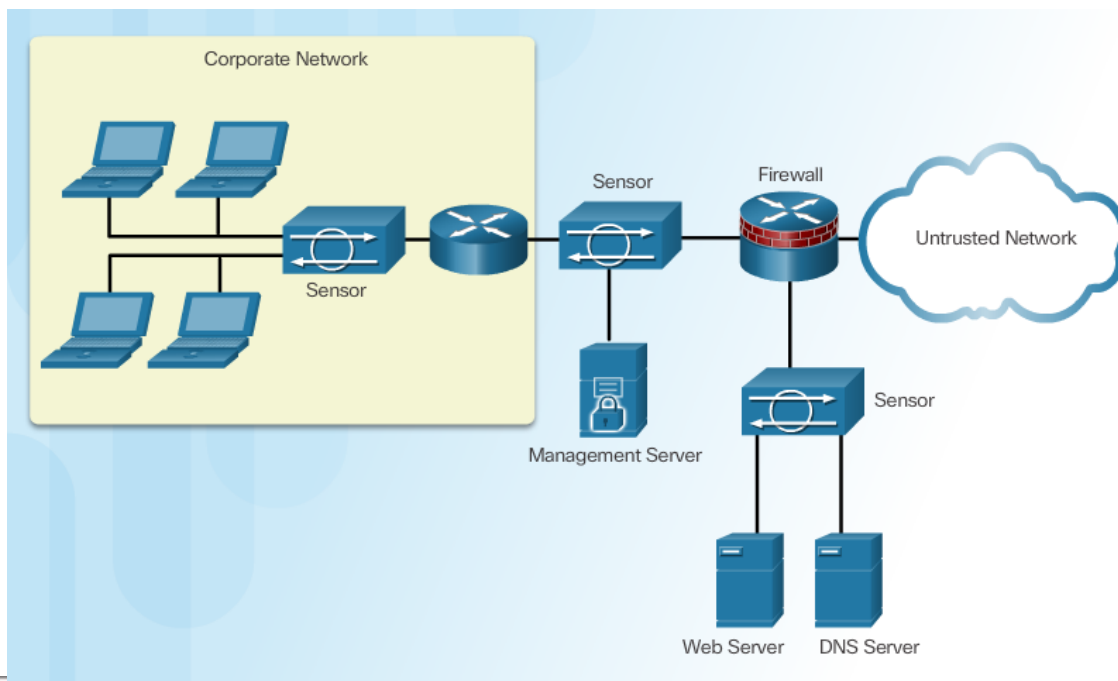 Corporate Network
Sensor
Firewall
Untrusted Network
Sensor
Sensor
Management Server
Web Server
DNS Server